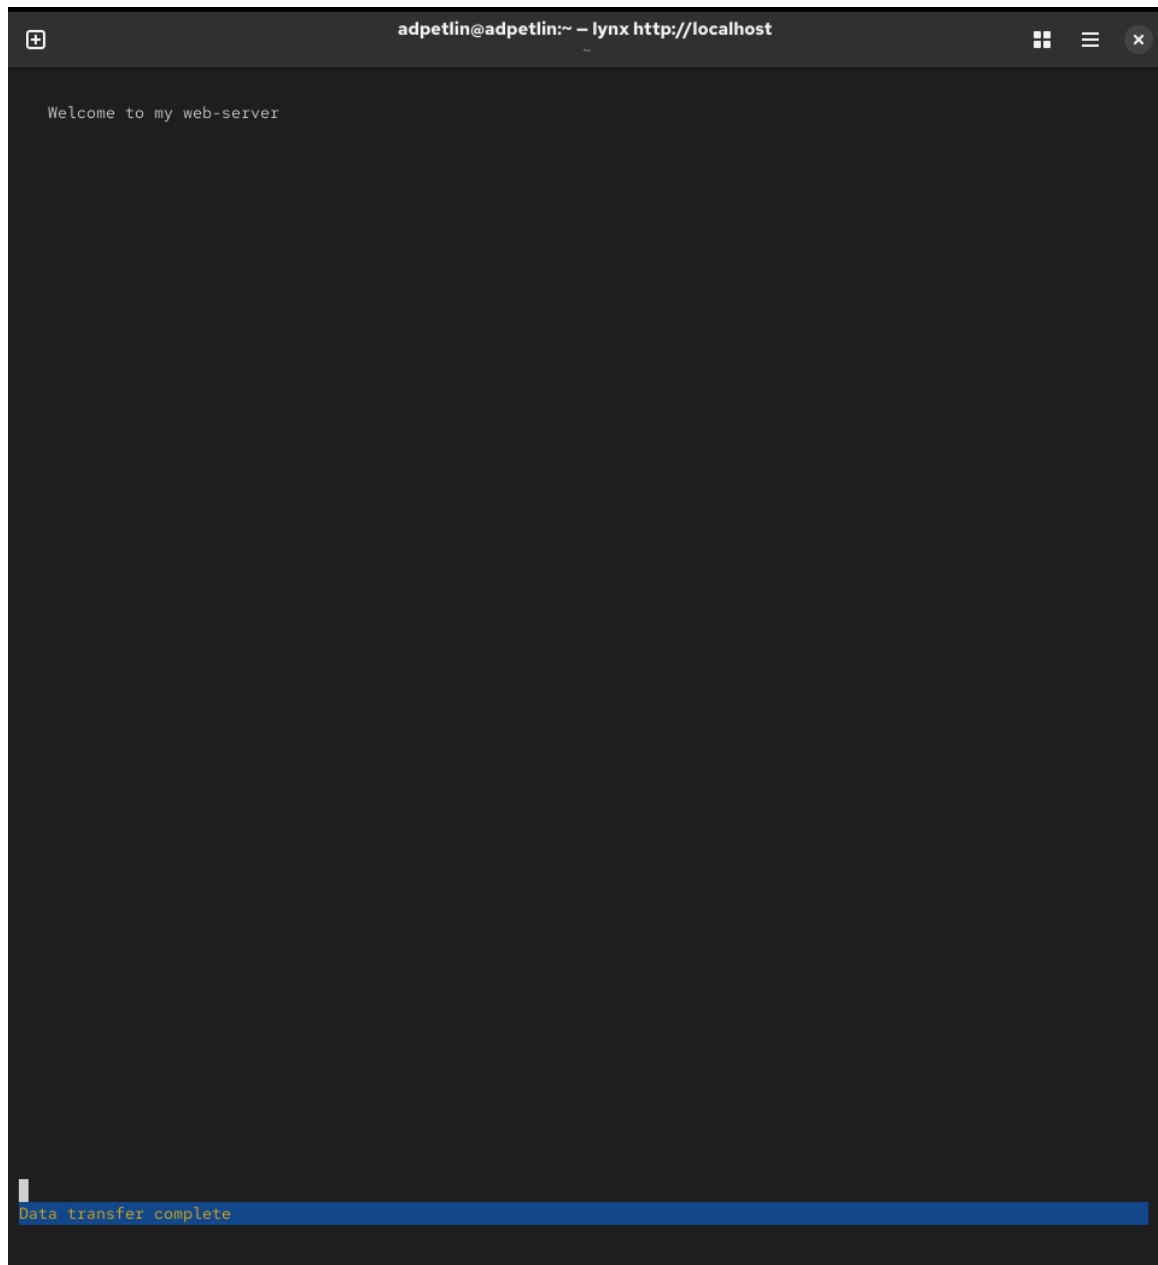 adpetlin@adpetlin:~ — lynx http://localhost
~
Welcome to my web-server
Data transfer complete